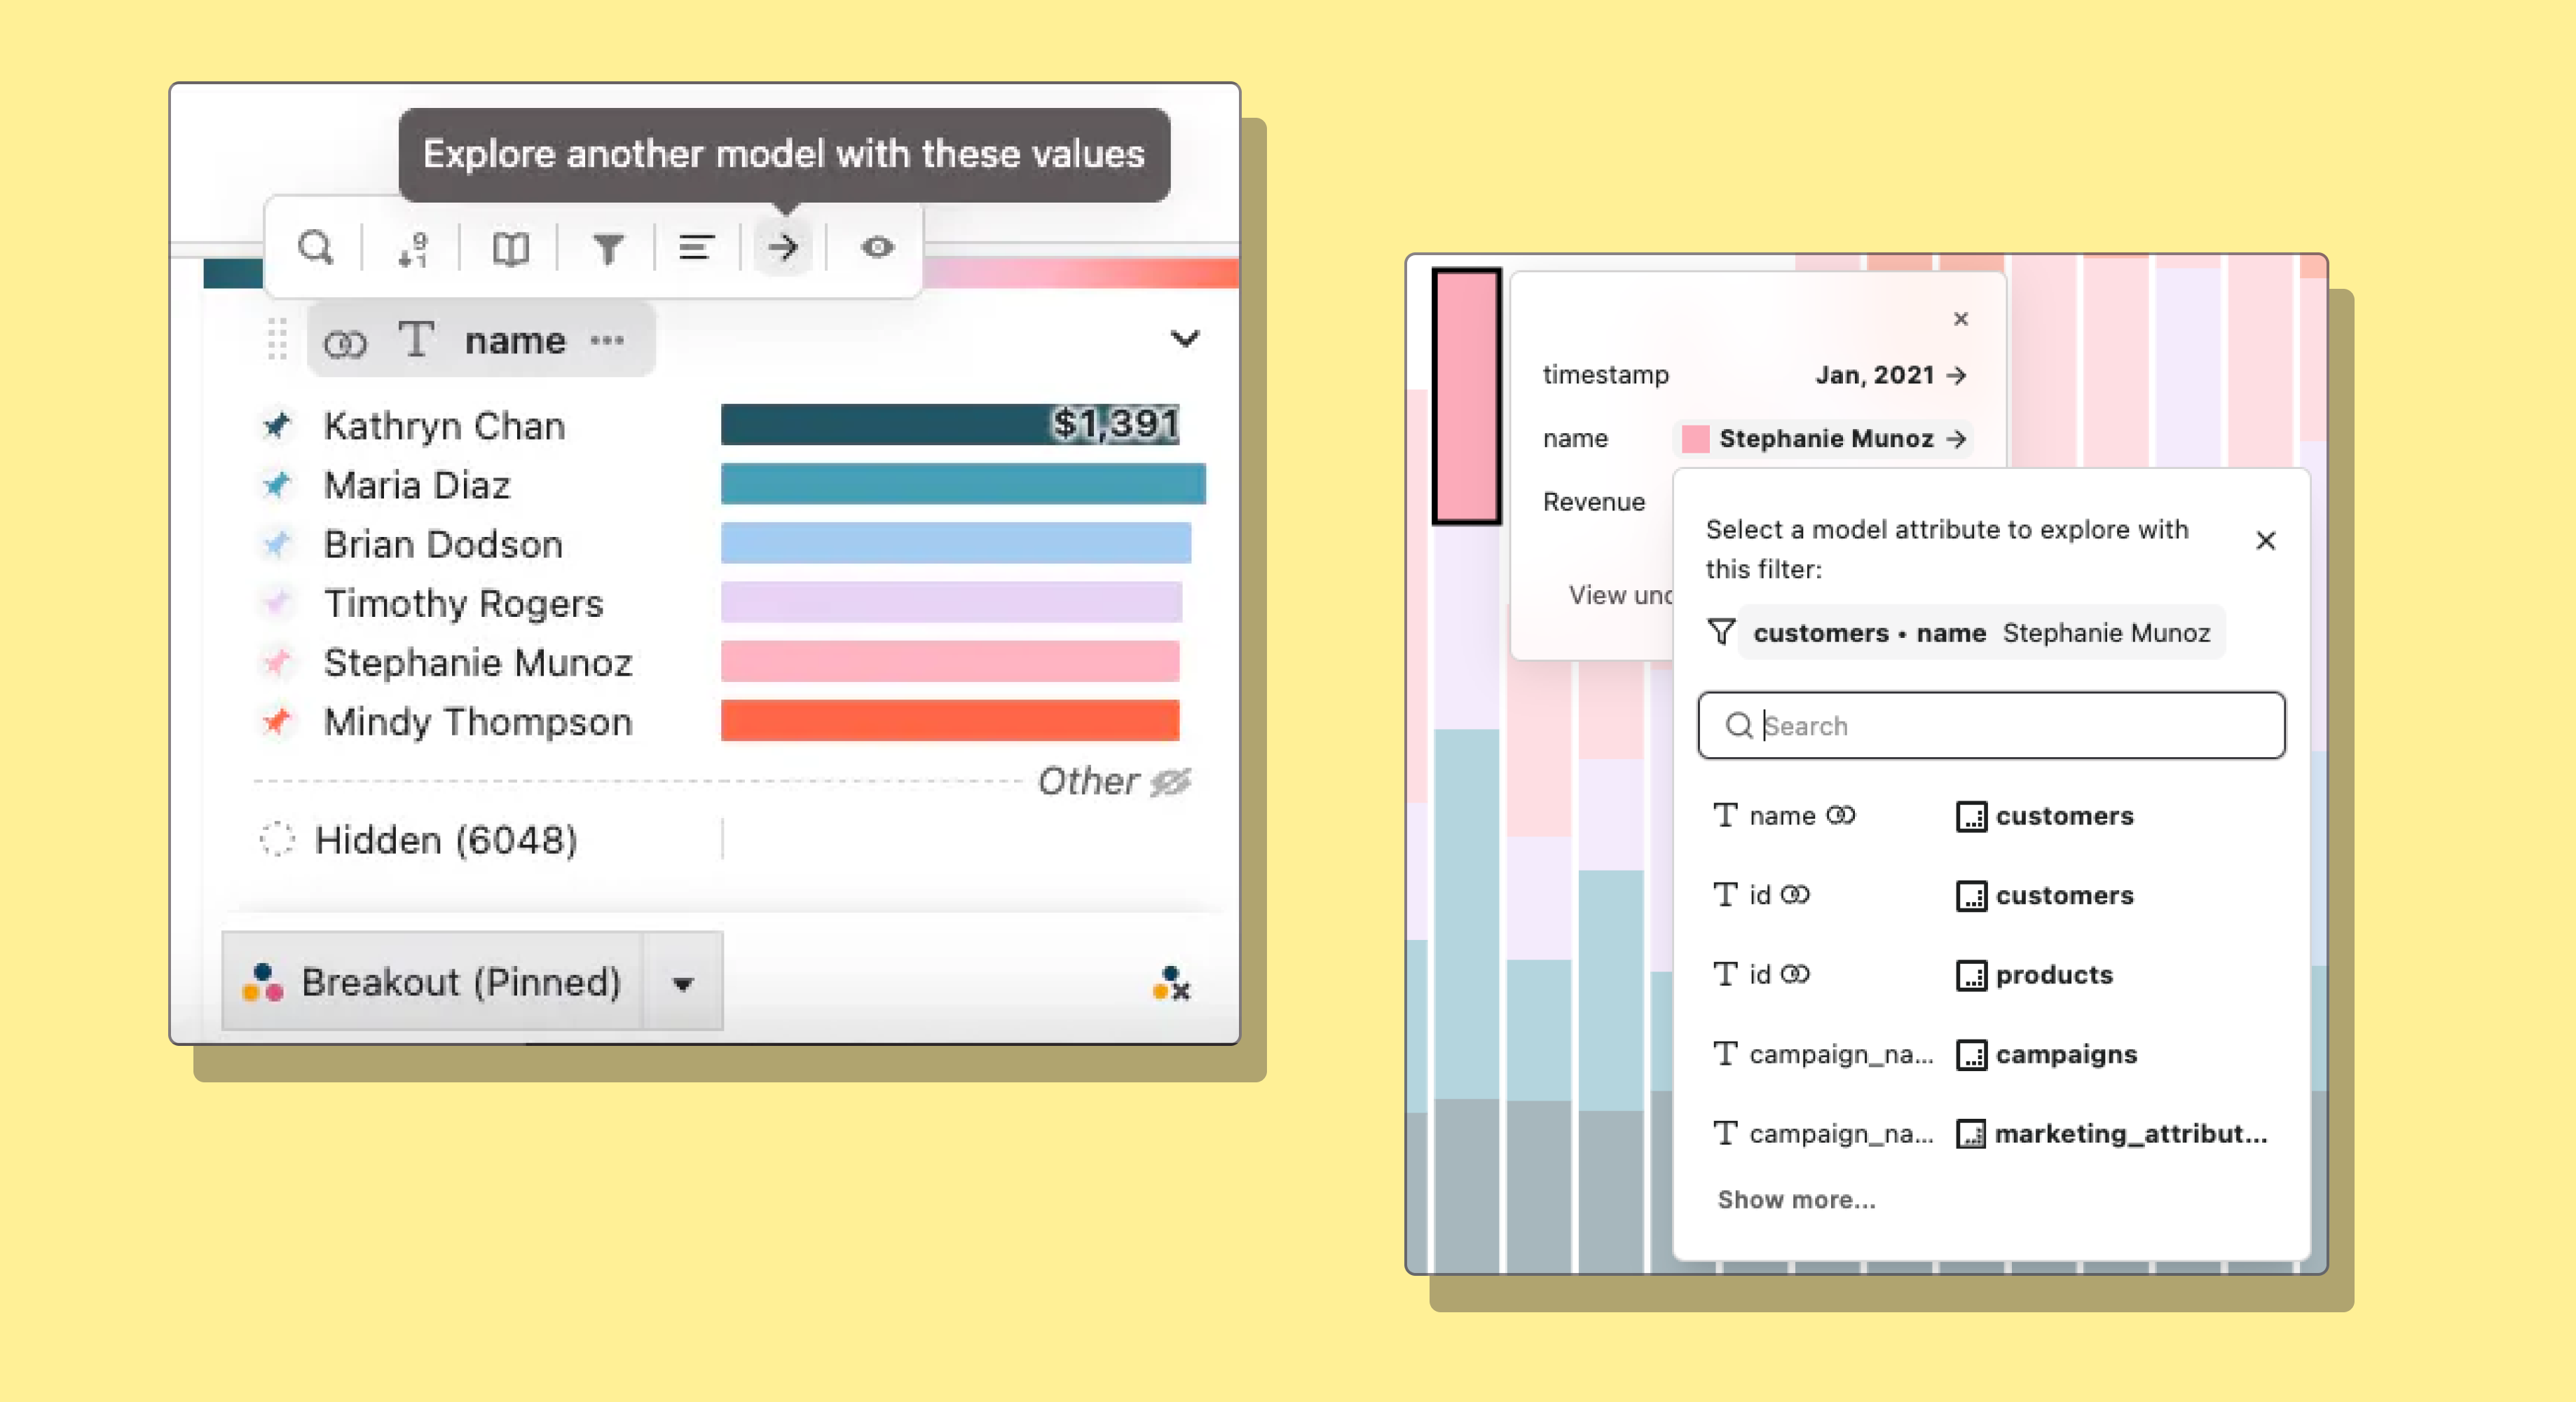 Explore another model with these values
name
Kathryn Chan $1,391
Maria Diaz
Brian Dodson
Timothy Rogers
Stephanie Munoz
Mindy Thompson
Other
Hidden (6048)
Breakout (Pinned)
timestamp Jan, 2021
name Stephanie Munoz
Revenue
View und
Select a model attribute to explore with
this filter:
customers • name Stephanie Munoz
Search
T name customers
T id customers
T id products
T campaign_na... campaigns
T campaign_na... marketing_attribut...
Show more...